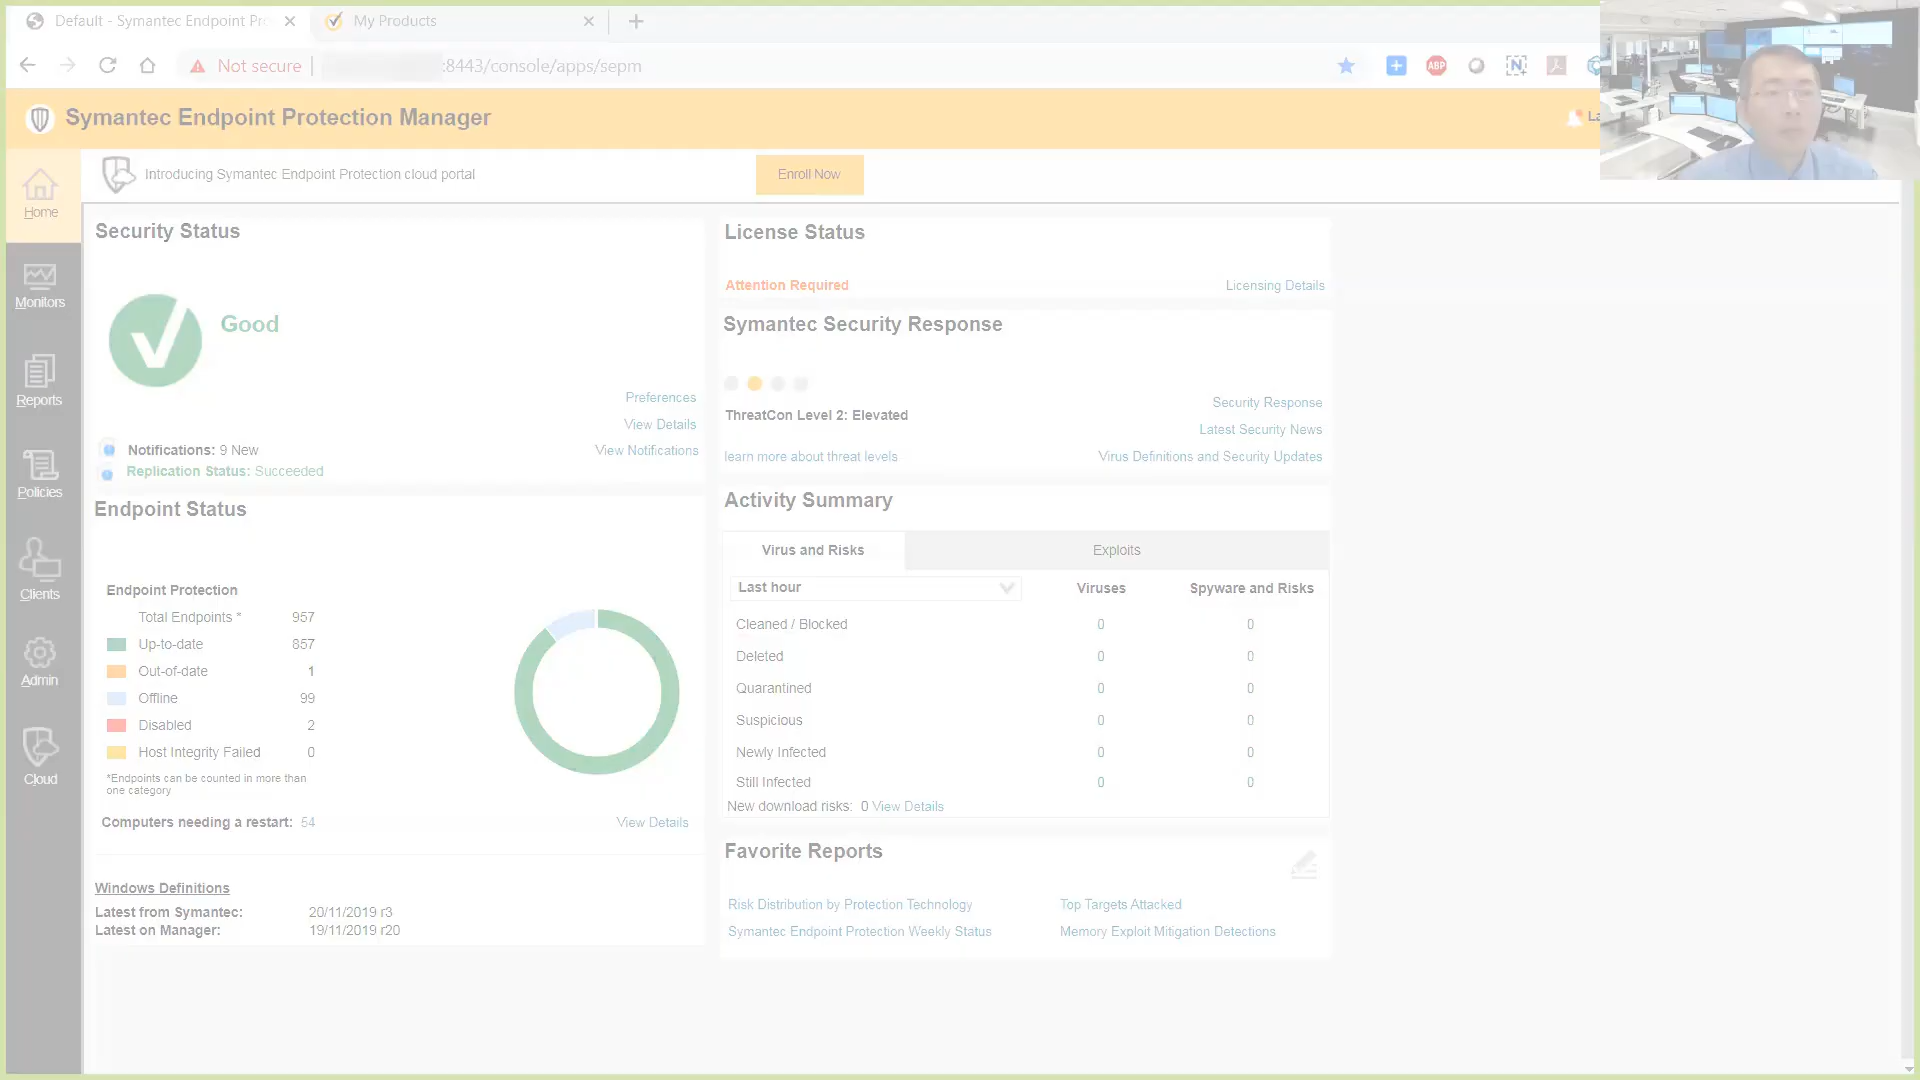 Default - Symantec Endpoint Pro
My Products
Not secure
:8443/console/apps/sepm
ABP
Symantec Endpoint Protection Manager
Introducing Symantec Endpoint Protection cloud portal
Enroll Now
Home
Monitors
Reports
Policies
Clients
Admin
Cloud
Security Status
Good
Preferences
View Details
Notifications: 9 New
View Notifications
Replication Status: Succeeded
Endpoint Status
Endpoint Protection
Total Endpoints * 957
Up-to-date 857
Out-of-date 1
Offline 99
Disabled 2
Host Integrity Failed 0
*Endpoints can be counted in more than
one category
Computers needing a restart: 54
View Details
Windows Definitions
Latest from Symantec: 20/11/2019 r3
Latest on Manager: 19/11/2019 r20
License Status
Attention Required
Licensing Details
Symantec Security Response
ThreatCon Level 2: Elevated
Security Response
Latest Security News
learn more about threat levels
Virus Definitions and Security Updates
Activity Summary
Virus and Risks
Exploits
Last hour Viruses Spyware and Risks
Cleaned / Blocked 0 0
Deleted 0 0
Quarantined 0 0
Suspicious 0 0
Newly Infected 0 0
Still Infected 0 0
New download risks: 0 View Details
Favorite Reports
Risk Distribution by Protection Technology
Top Targets Attacked
Symantec Endpoint Protection Weekly Status
Memory Exploit Mitigation Detections